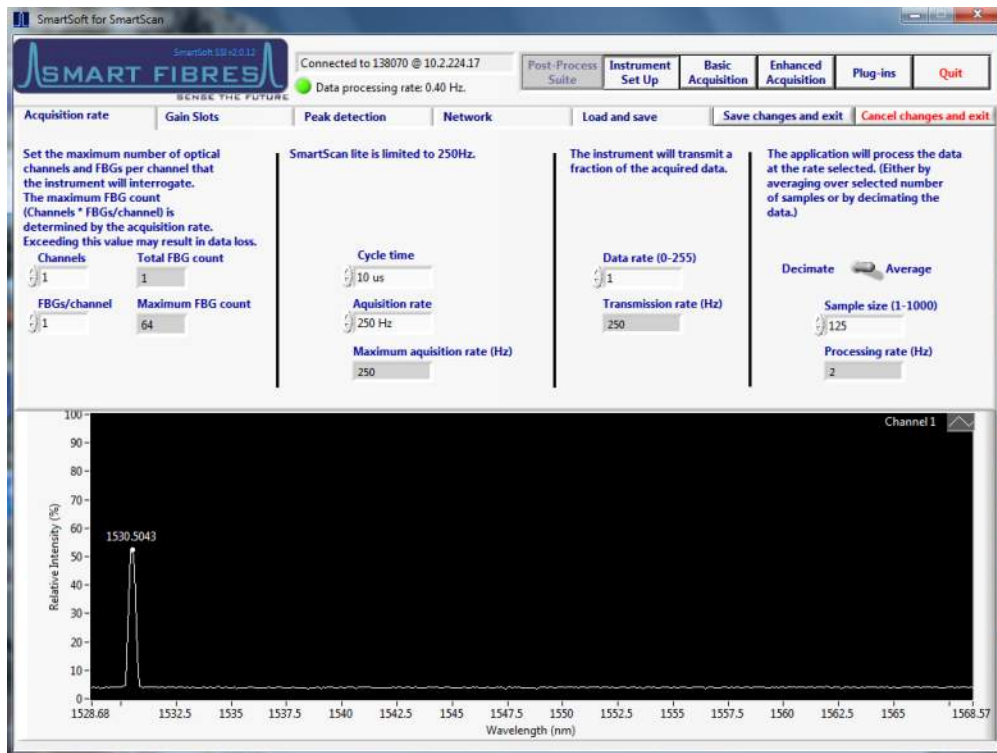 SmartSoft for SmartScan
SmartSoft SSI v2.0.12
SMART FIBRES
SENSE THE FUTURE
Connected to 138070 @ 10.2.224.17
Data processing rate: 0.40 Hz.
Post-Process Suite
Instrument Set Up
Basic Acquisition
Enhanced Acquisition
Plug-ins
Quit
Acquisition rate
Gain Slots
Peak detection
Network
Load and save
Save changes and exit
Cancel changes and exit
Set the maximum number of optical
channels and FBGs per channel that
the instrument will interrogate.
The maximum FBG count
(Channels * FBGs/channel) is
determined by the acquisition rate.
Exceeding this value may result in data loss.
Channels
Total FBG count
1
1
FBGs/channel
Maximum FBG count
1
64
SmartScan lite is limited to 250Hz.
Cycle time
10 us
Aquisition rate
250 Hz
Maximum aquisition rate (Hz)
250
The instrument will transmit a
fraction of the acquired data.
Data rate (0-255)
1
Transmission rate (Hz)
250
The application will process the data
at the rate selected. (Either by
averaging over selected number
of samples or by decimating the
data.)
Decimate
Average
Sample size (1-1000)
125
Processing rate (Hz)
2
Channel 1
100
90
80
70
60
50
40
30
20
10
0
Relative Intensity (%)
1530.5043
1528.68
1532.5
1535
1537.5
1540
1542.5
1545
1547.5
1550
1552.5
1555
1557.5
1560
1562.5
1565
1568.57
Wavelength (nm)